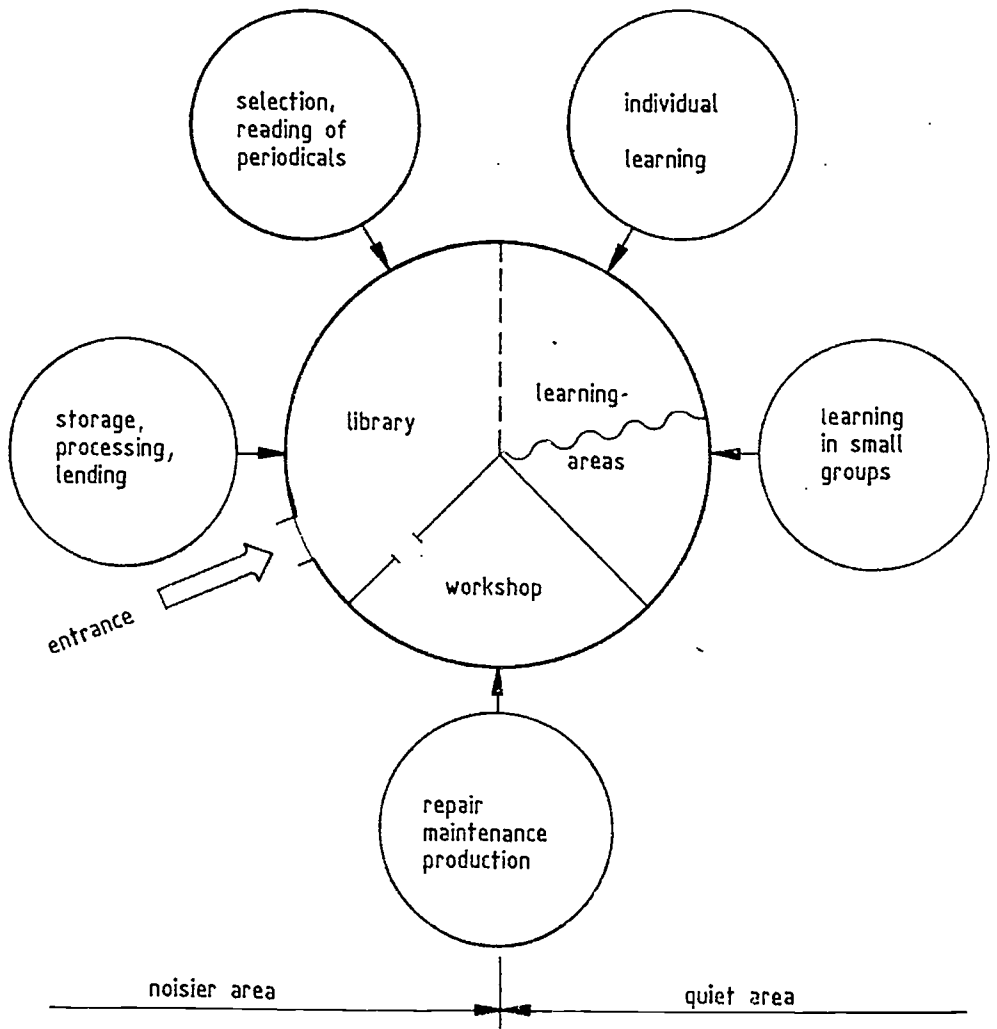 selection,
reading of
periodicals
individual
learning
storage,
processing,
lending
library
learning-
areas
learning
in small
groups
workshop
entrance
repair
maintenance
production
noisier area
quiet area